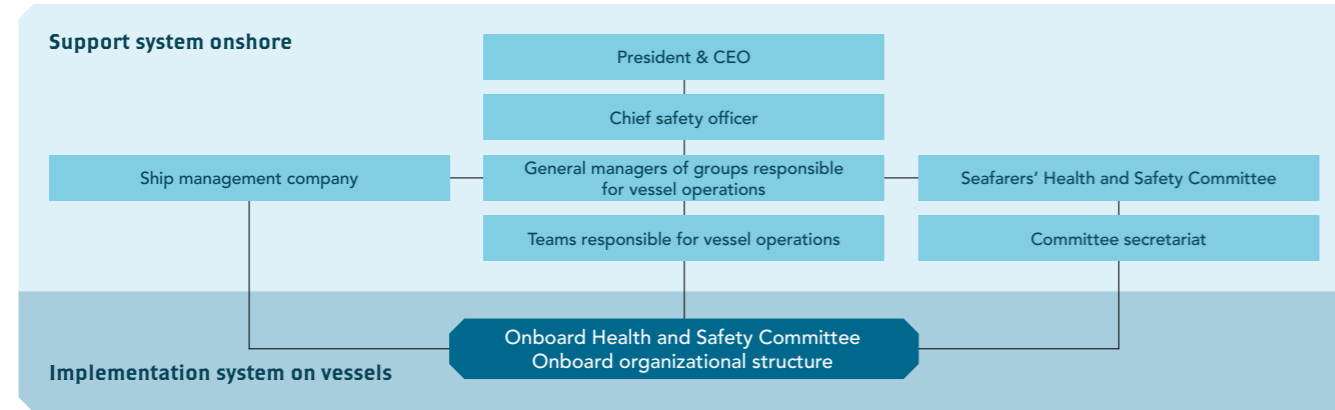 Support system onshore
President & CEO
Chief safety officer
Ship management company
General managers of groups responsible
for vessel operations
Seafarers’ Health and Safety Committee
Teams responsible for vessel operations
Committee secretariat
Onboard Health and Safety Committee
Onboard organizational structure
Implementation system on vessels